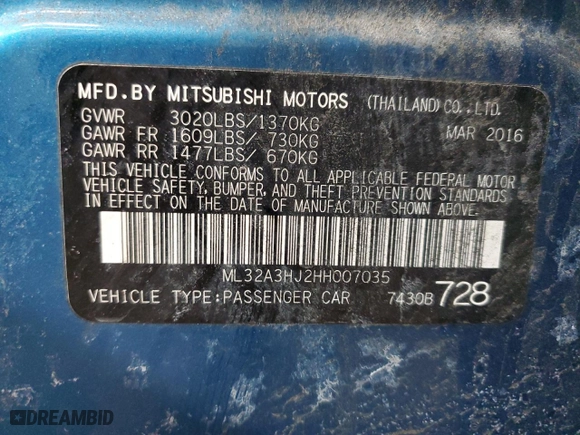 MFD.BY MITSUBISHI MOTORS (THAILAND)CO.,LTD.
GVWR 3020LBS/1370KG MAR 2016
GAWR FR 1609LBS/ 730KG
GAWR RR 1477LBS/ 670KG
THIS VEHICLE CONFORMS TO ALL APPLICABLE FEDERAL MOTOR
VEHICLE SAFETY, BUMPER, AND THEFT PREVENTION STANDARDS
IN EFFECT ON THE DATE OF MANUFACTURE SHOWN ABOVE.
ML32A3HJ2HH007035
VEHICLE TYPE:PASSENGER CAR 7430B 728
DREAMBID